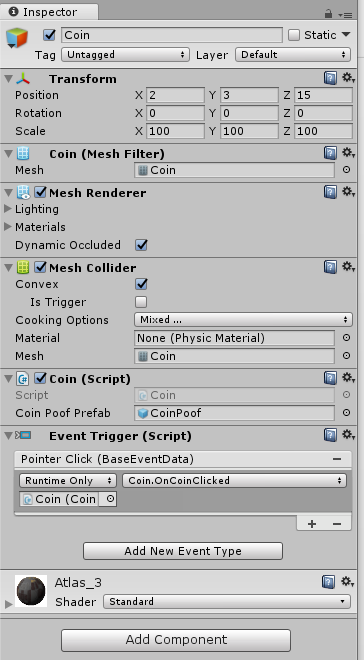 Inspector
Coin Static
Tag Untagged Layer Default
Transform
Position X 2 Y 3 Z 15
Rotation X 0 Y 0 Z 0
Scale X 100 Y 100 Z 100
Coin (Mesh Filter)
Mesh Coin
Mesh Renderer
Lighting
Materials
Dynamic Occluded
Mesh Collider
Convex
Is Trigger
Cooking Options Mixed ...
Material None (Physic Material)
Mesh Coin
Coin (Script)
Script Coin
Coin Poof Prefab CoinPoof
Event Trigger (Script)
Pointer Click (BaseEventData)
Runtime Only Coin.OnCoinClicked
Coin (Coin
Add New Event Type
Atlas_3
Shader Standard
Add Component